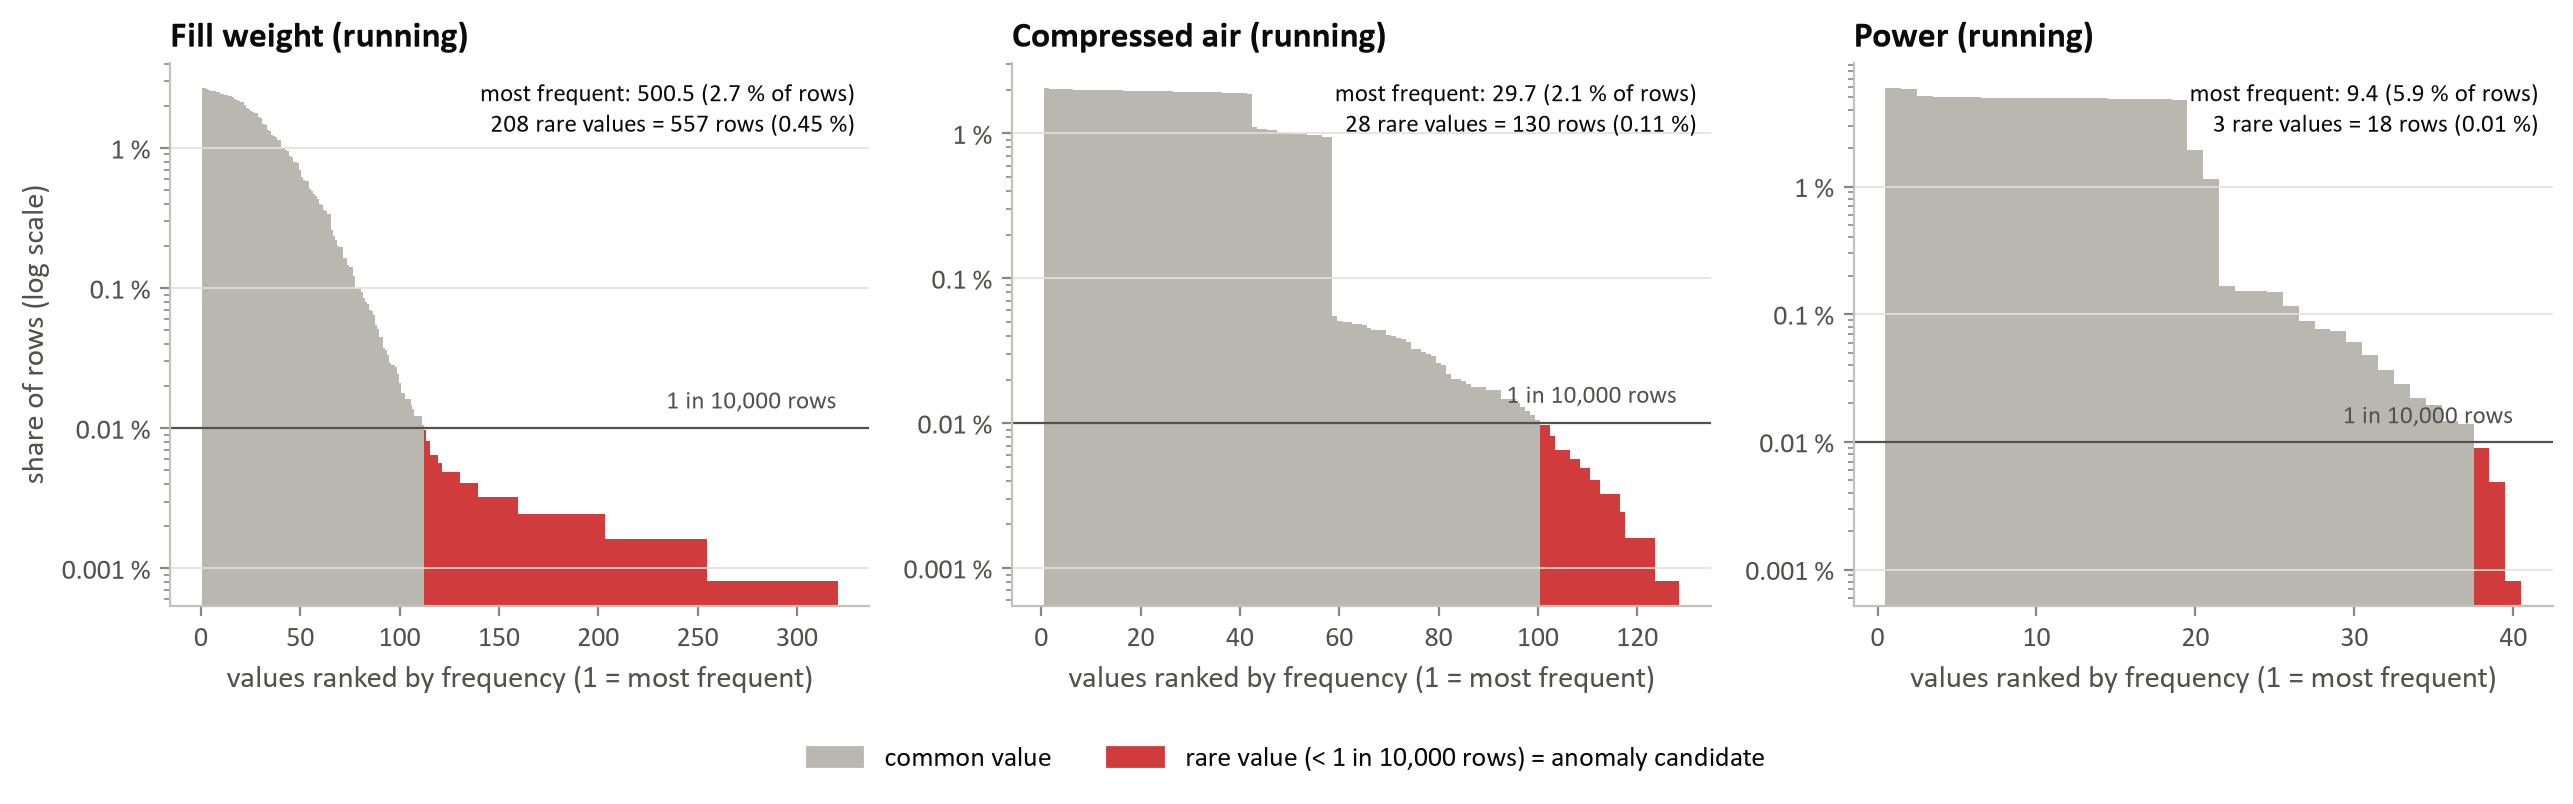 Fill weight (running)
most frequent: 500.5 (2.7 % of rows)
208 rare values = 557 rows (0.45 %)
1 in 10,000 rows
share of rows (log scale)
1 %
0.1 %
0.01 %
0.001 %
0 50 100 150 200 250 300
values ranked by frequency (1 = most frequent)
Compressed air (running)
most frequent: 29.7 (2.1 % of rows)
28 rare values = 130 rows (0.11 %)
1 in 10,000 rows
1 %
0.1 %
0.01 %
0.001 %
0 20 40 60 80 100 120
values ranked by frequency (1 = most frequent)
Power (running)
most frequent: 9.4 (5.9 % of rows)
3 rare values = 18 rows (0.01 %)
1 in 10,000 rows
1 %
0.1 %
0.01 %
0.001 %
0 10 20 30 40
values ranked by frequency (1 = most frequent)
common value
rare value (< 1 in 10,000 rows) = anomaly candidate